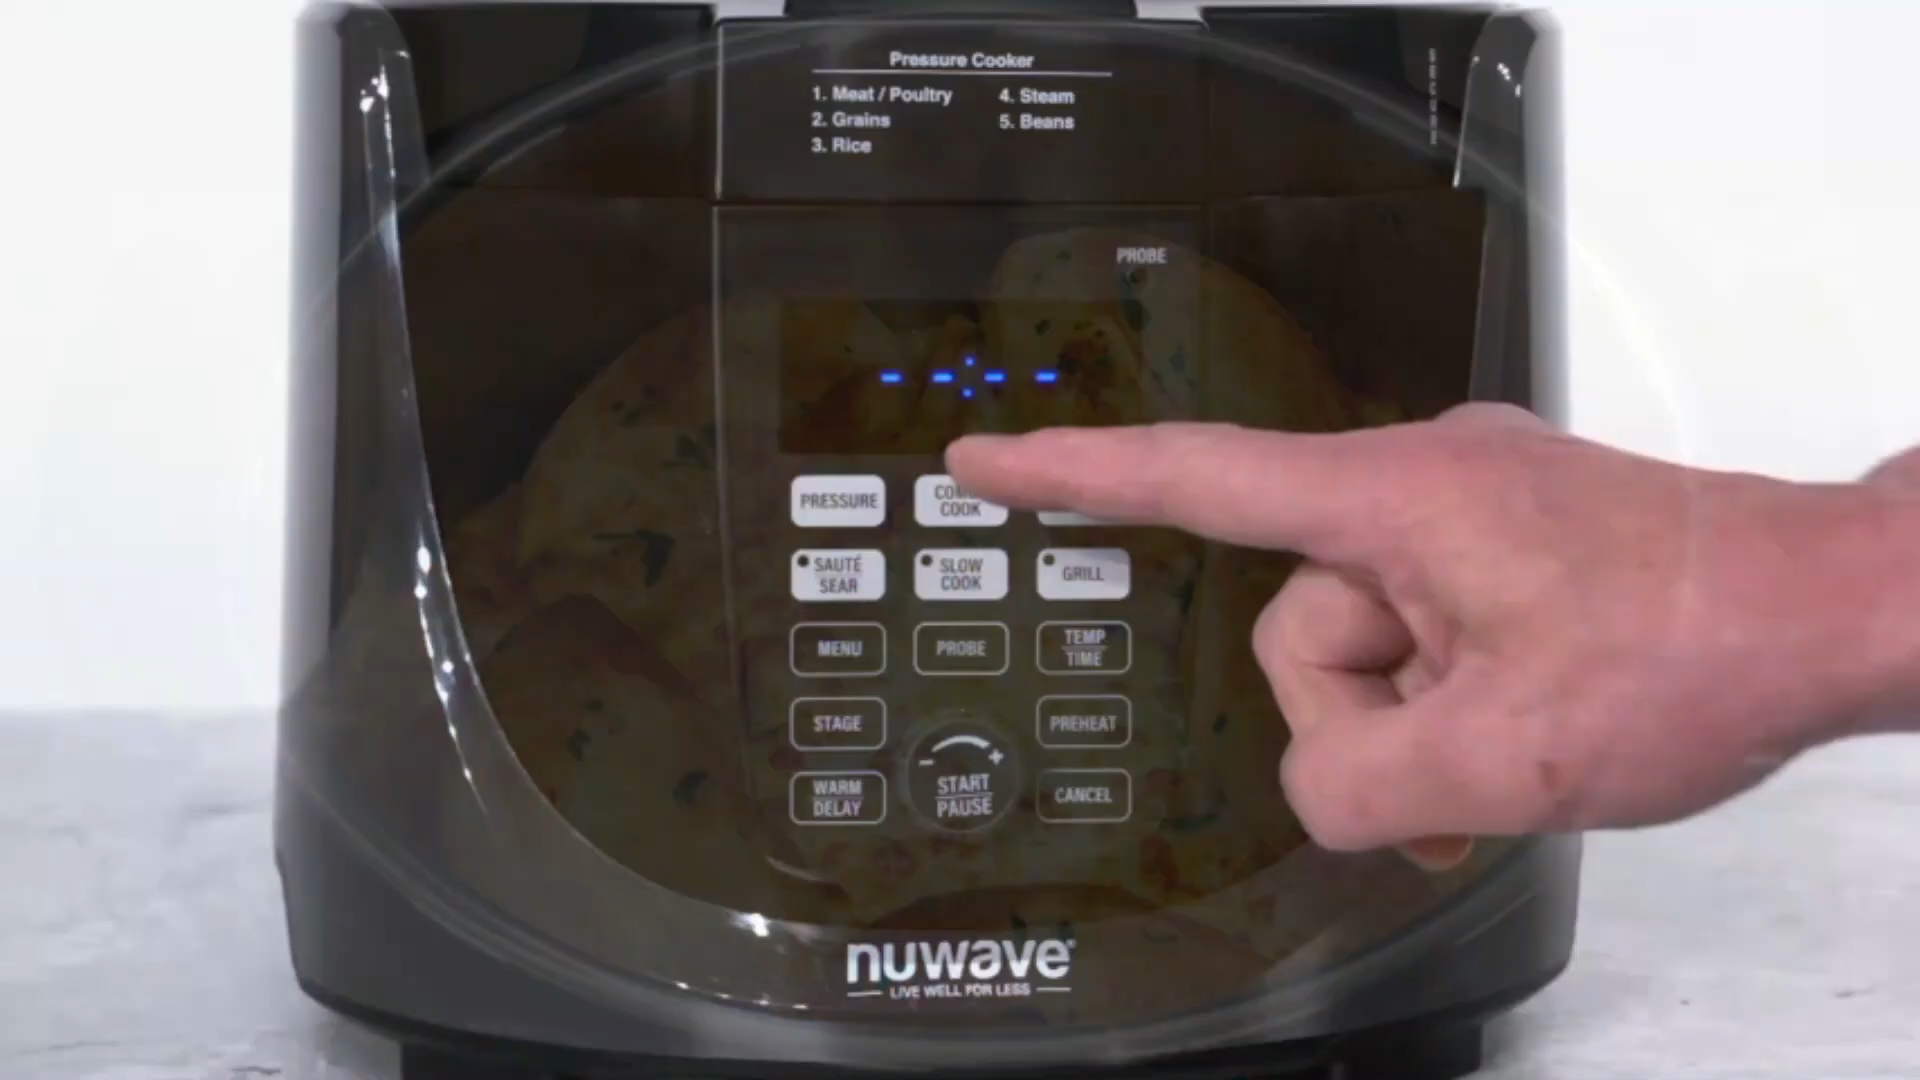 Pressure Cooker
1. Meat / Poultry
4. Steam
2. Grains
5. Beans
3. Rice
PROBE
PRESSURE
COOK
SAUTÉ
SEAR
SLOW
COOK
GRILL
MENU
PROBE
TEMP
TIME
STAGE
PREHEAT
- +
START
PAUSE
WARM
DELAY
CANCEL
nuwave®
LIVE WELL FOR LESS